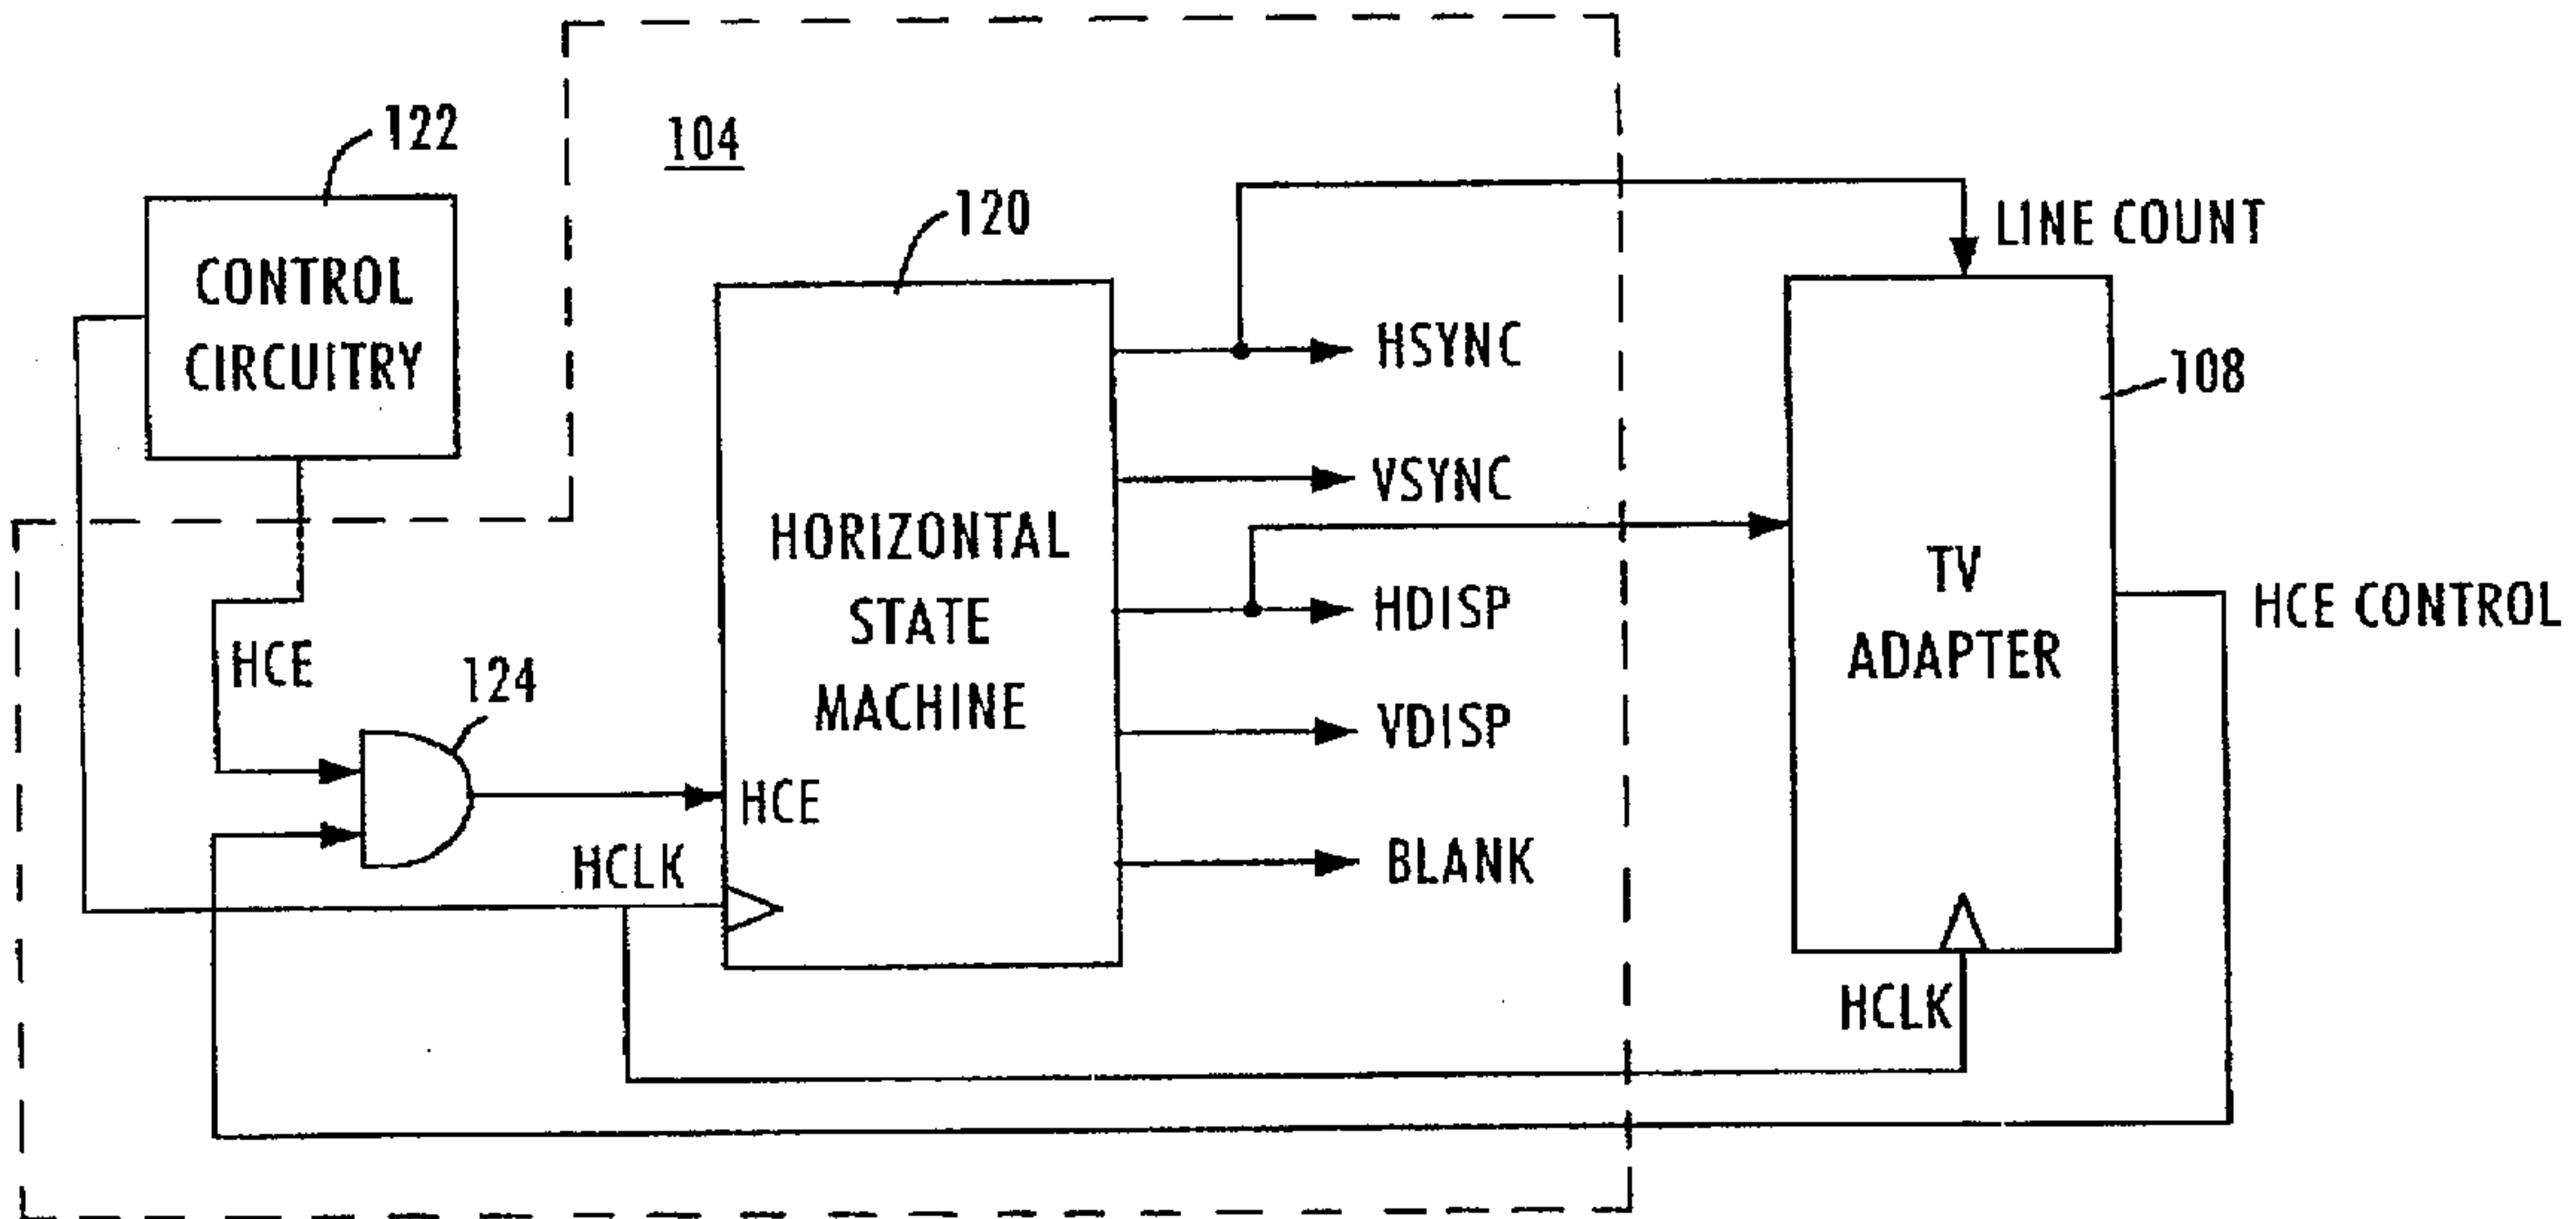 122
104
120
CONTROL
CIRCUITRY
LINE COUNT
HSYNC
108
VSYNC
HORIZONTAL
STATE
MACHINE
TV
ADAPTER
HDISP
HCE CONTROL
HCE
124
VDISP
HCE
HCLK
BLANK
HCLK